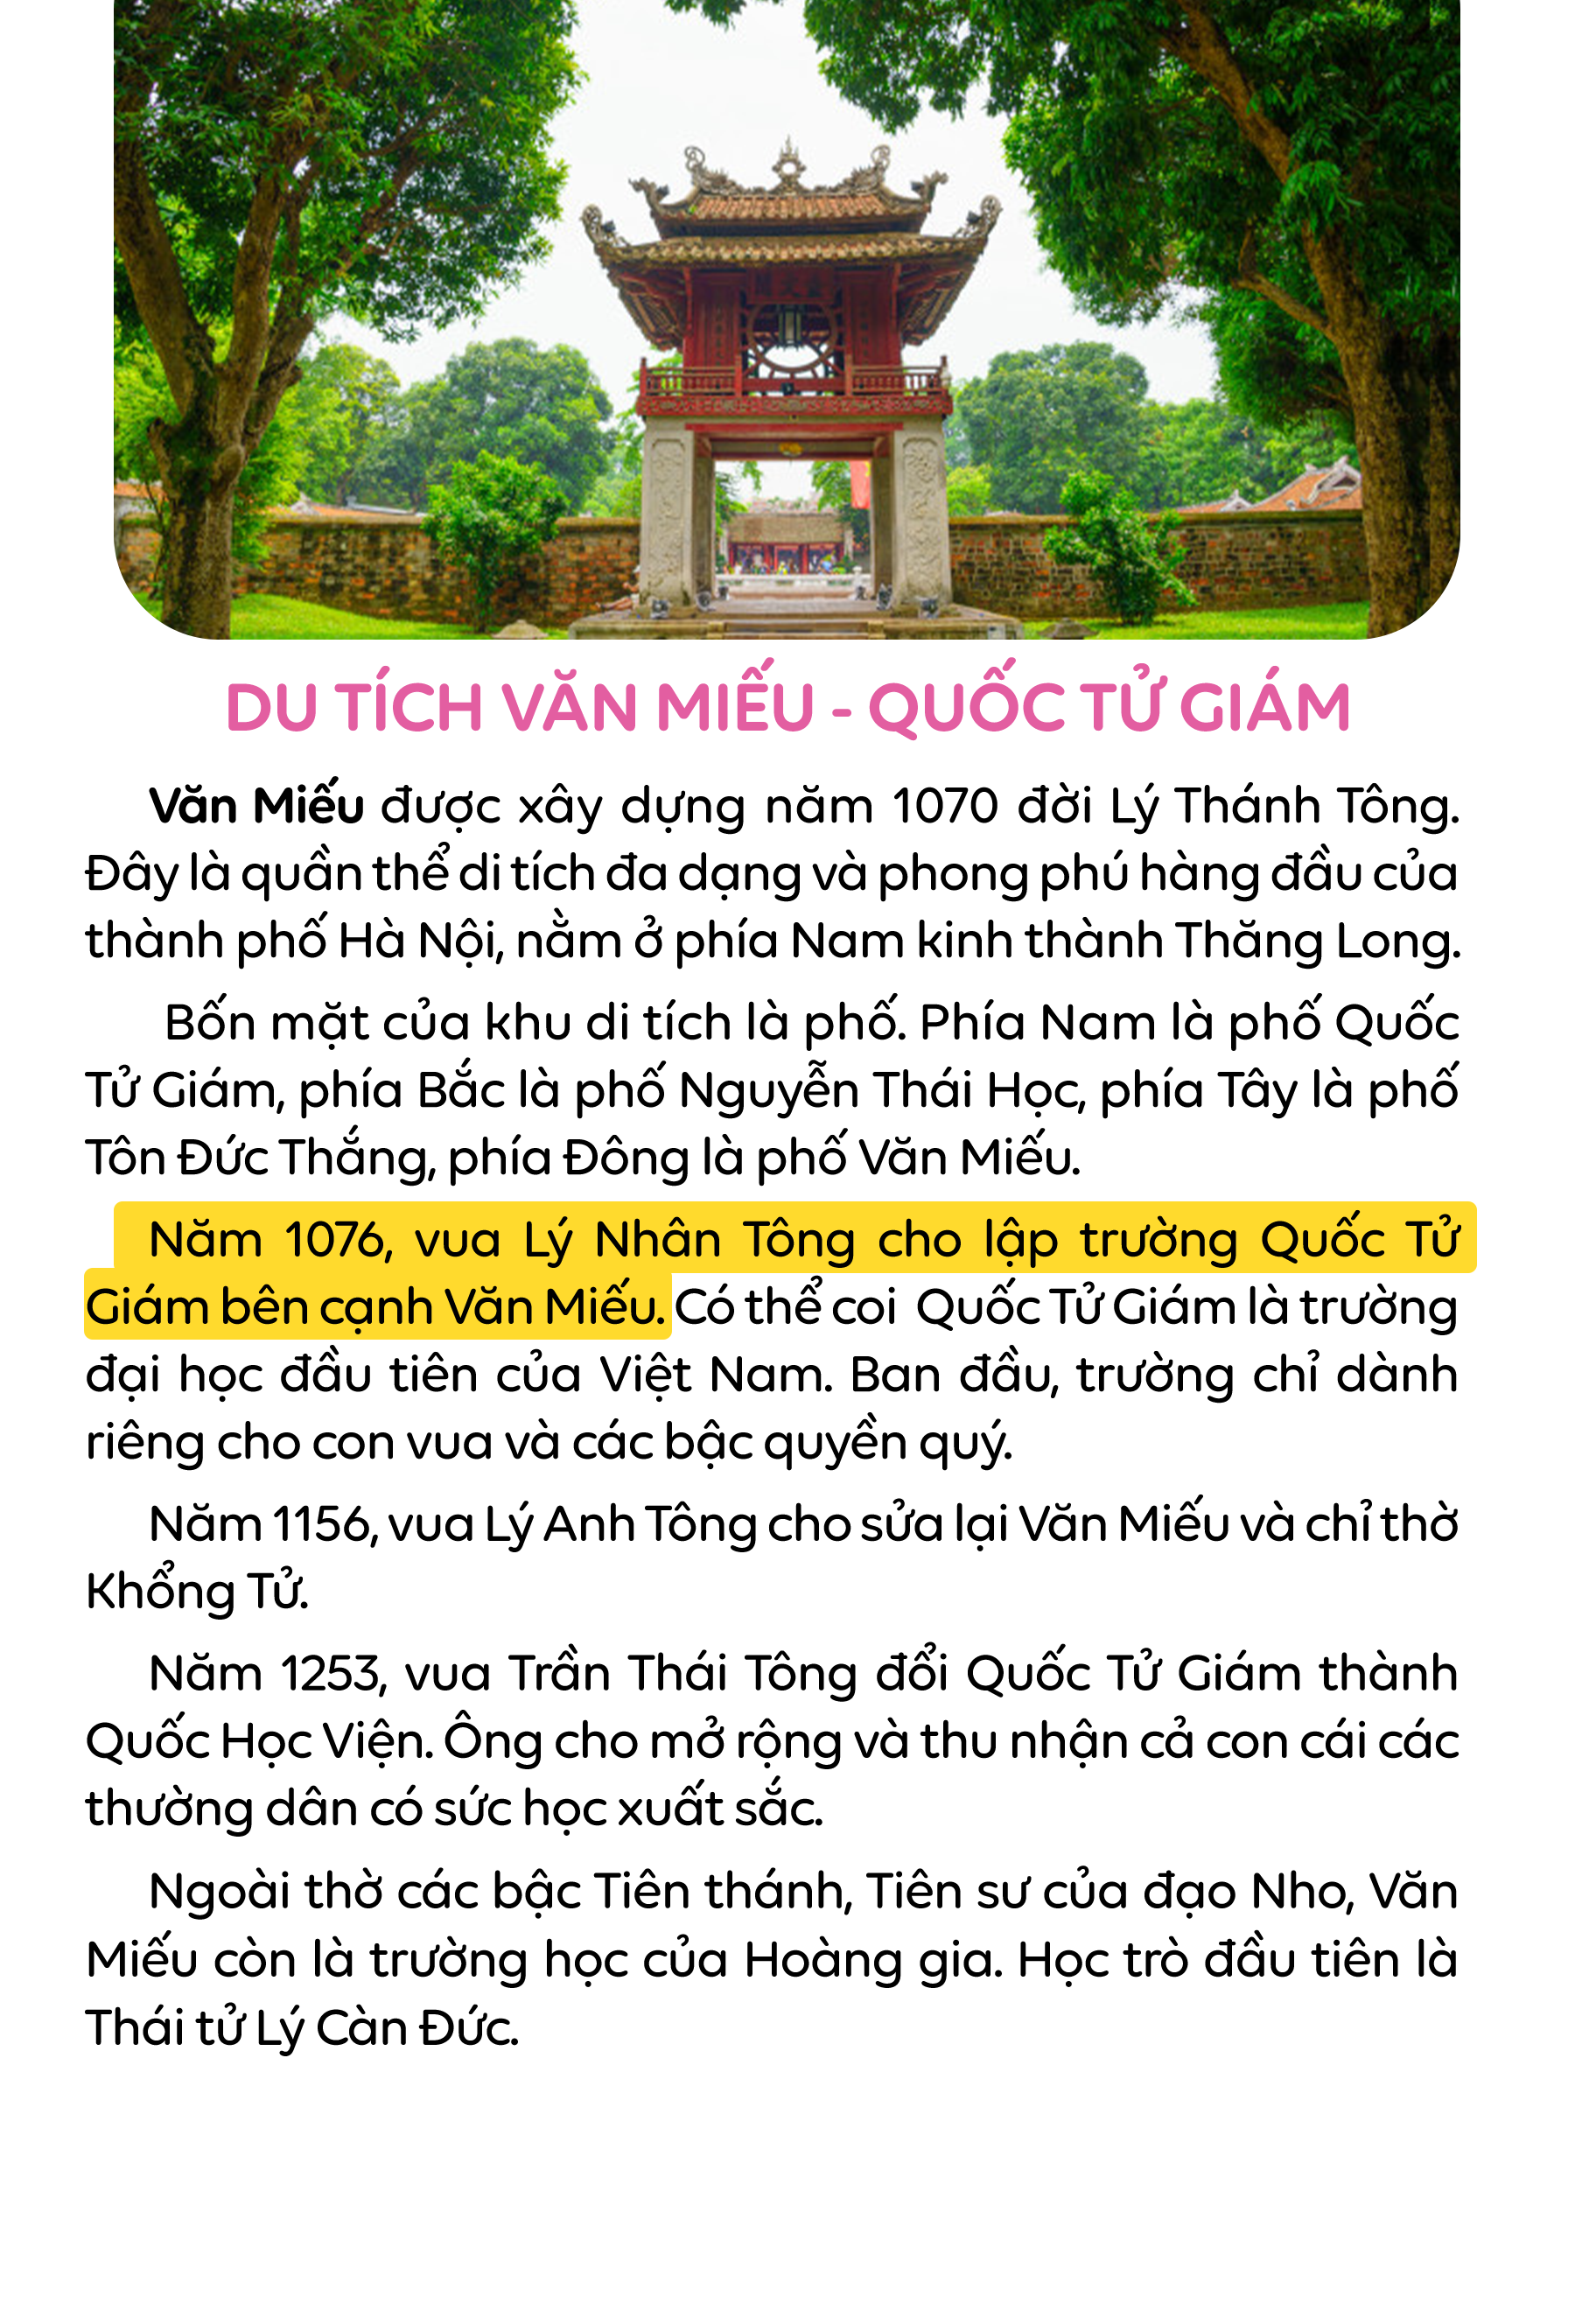 DU TÍCH VĂN MIẾU - QUỐC TỬ GIÁM
Văn Miếu được xây dựng năm 1070 đời Lý Thánh Tông.
Đây là quần thể di tích đa dạng và phong phú hàng đầu của
thành phố Hà Nội, nằm ở phía Nam kinh thành Thăng Long.
Bốn mặt của khu di tích là phố. Phía Nam là phố Quốc
Tử Giám, phía Bắc là phố Nguyễn Thái Học, phía Tây là phố
Tôn Đức Thắng, phía Đông là phố Văn Miếu.
Năm 1076, vua Lý Nhân Tông cho lập trường Quốc Tử
Giám bên cạnh Văn Miếu. Có thể coi Quốc Tử Giám là trường
đại học đầu tiên của Việt Nam. Ban đầu, trường chỉ dành
riêng cho con vua và các bậc quyền quý.
Năm 1156, vua Lý Anh Tông cho sửa lại Văn Miếu và chỉ thờ
Khổng Tử.
Năm 1253, vua Trần Thái Tông đổi Quốc Tử Giám thành
Quốc Học Viện. Ông cho mở rộng và thu nhận cả con cái các
thường dân có sức học xuất sắc.
Ngoài thờ các bậc Tiên thánh, Tiên sư của đạo Nho, Văn
Miếu còn là trường học của Hoàng gia. Học trò đầu tiên là
Thái tử Lý Càn Đức.